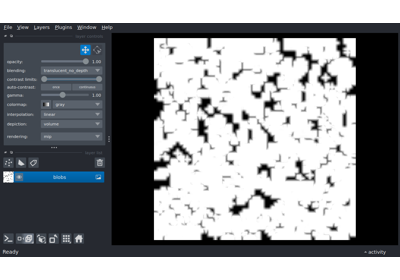 File View Layers Plugins Window Help
opacity: 1.00
blending: translucent_no_depth
contrast limits:
auto-contrast: once continuous
gamma: 1.00
colormap: gray
interpolation: linear
depiction: volume
rendering: mip
blobs
Ready activity